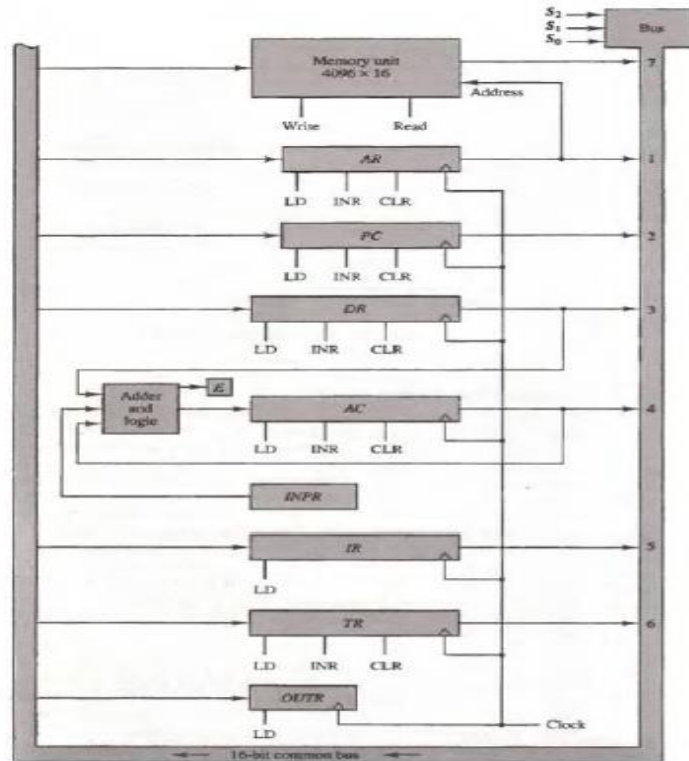 S2
S1
S0
Bus
Memory unit
4096 × 16
7
Address
Write Read
AR
1
LD INR CLR
PC
2
LD INR CLR
DR
3
LD INR CLR
E
Adder
and
logic
AC
4
LD INR CLR
INPR
IR
5
LD
TR
6
LD INR CLR
OUTR
Clock
LD
16-bit common bus